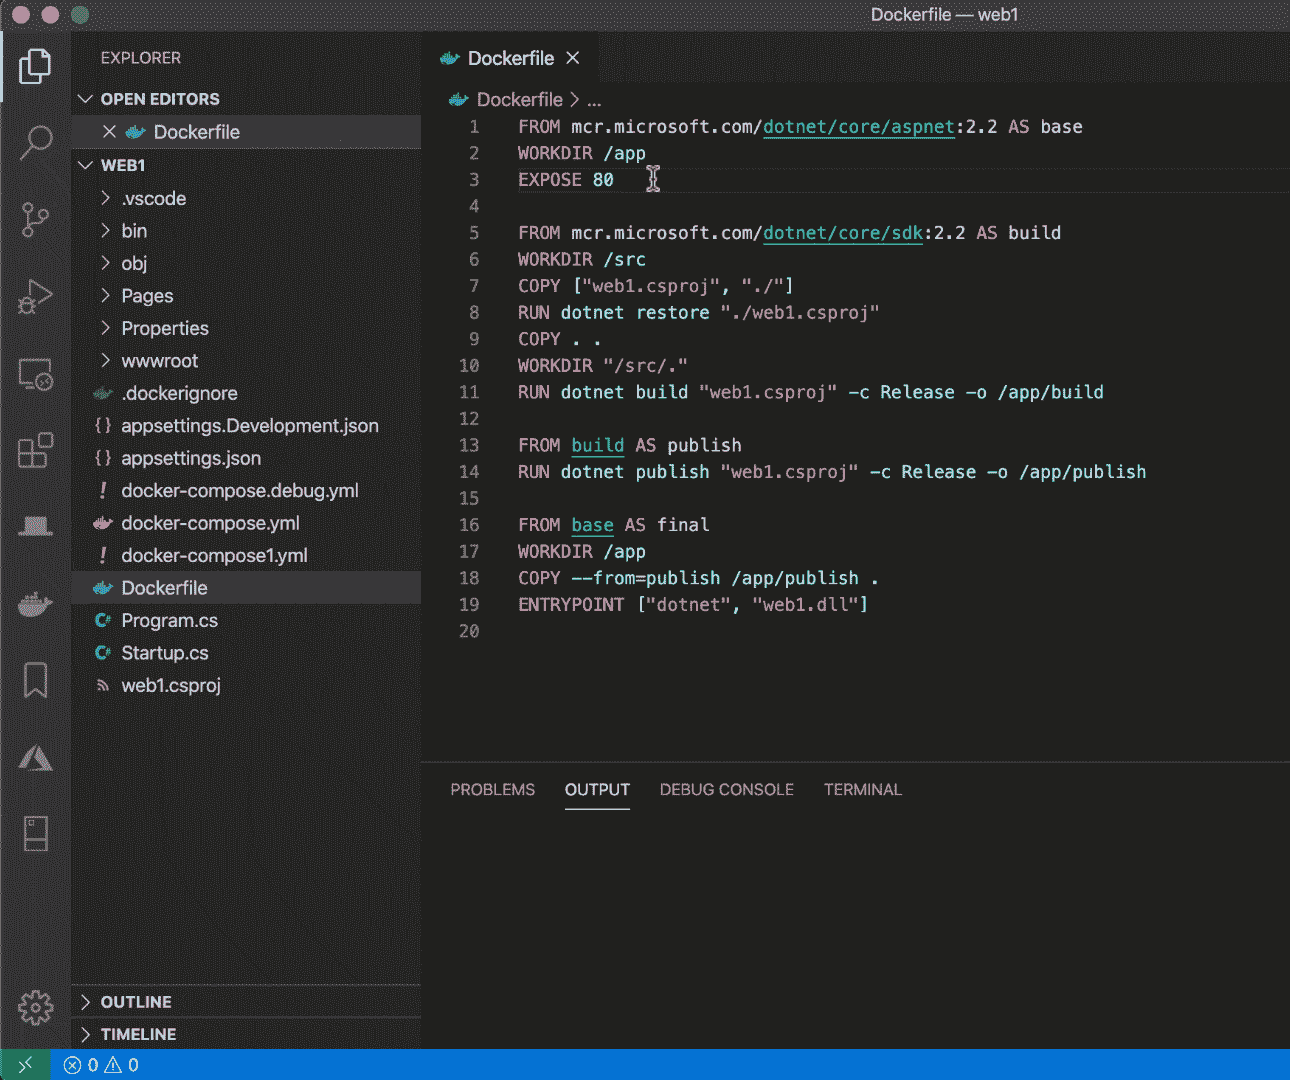 Dockerfile — web1
EXPLORER
OPEN EDITORS
Dockerfile
WEB1
.vscode
bin
obj
Pages
Properties
wwwroot
.dockerignore
{} appsettings.Development.json
{} appsettings.json
! docker-compose.debug.yml
docker-compose.yml
! docker-compose1.yml
Dockerfile
C# Program.cs
C# Startup.cs
web1.csproj
OUTLINE
TIMELINE
Dockerfile
Dockerfile > ...
1 FROM mcr.microsoft.com/dotnet/core/aspnet:2.2 AS base
2 WORKDIR /app
3 EXPOSE 80
4
5 FROM mcr.microsoft.com/dotnet/core/sdk:2.2 AS build
6 WORKDIR /src
7 COPY ["web1.csproj", "./"]
8 RUN dotnet restore "./web1.csproj"
9 COPY . .
10 WORKDIR "/src/."
11 RUN dotnet build "web1.csproj" -c Release -o /app/build
12
13 FROM build AS publish
14 RUN dotnet publish "web1.csproj" -c Release -o /app/publish
15
16 FROM base AS final
17 WORKDIR /app
18 COPY --from=publish /app/publish .
19 ENTRYPOINT ["dotnet", "web1.dll"]
20
PROBLEMS OUTPUT DEBUG CONSOLE TERMINAL
0 0